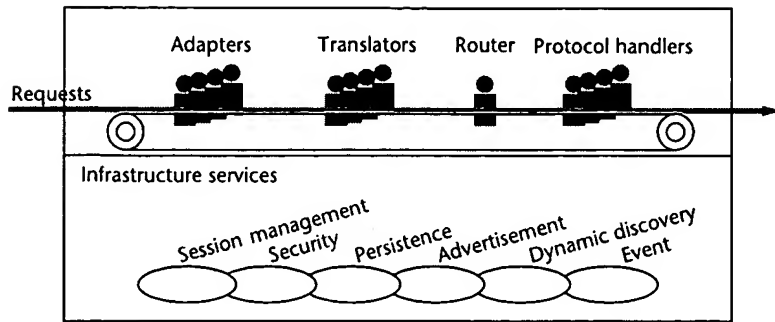 Adapters Translators Router Protocol handlers
Requests
Infrastructure services
Session management
Security
Persistence
Advertisement
Dynamic discovery
Event